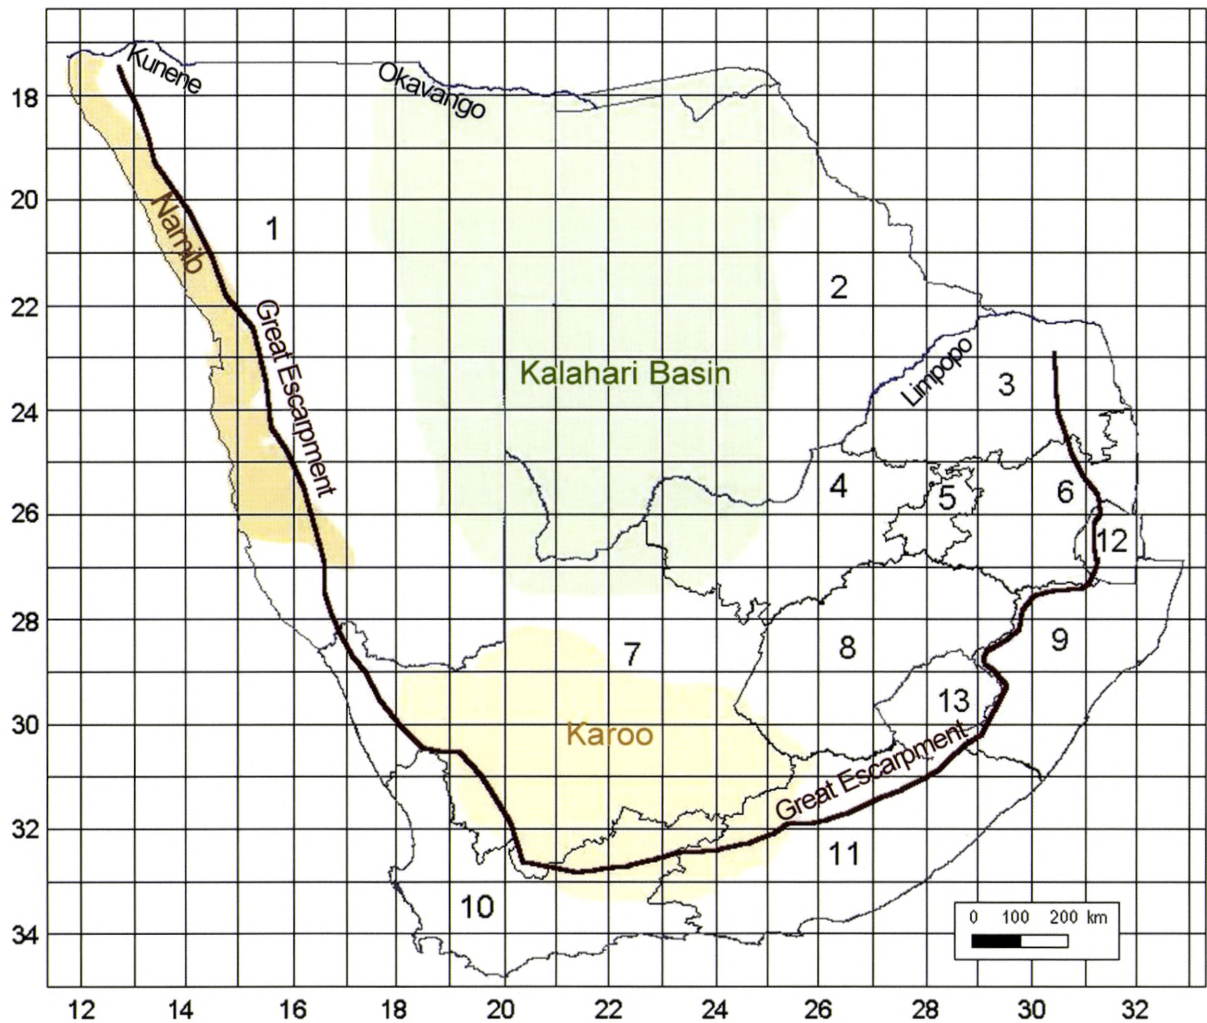 Kunene
Okavango
18
20
Namib
1
2
22
Great Escarpment
Kalahari Basin
Limpopo
3
24
4
5
6
26
12
28
7
8
9
13
30
Karoo
Great Escarpment
32
11
10
0 100 200 km
34
12 14 16 18 20 22 24 26 28 30 32